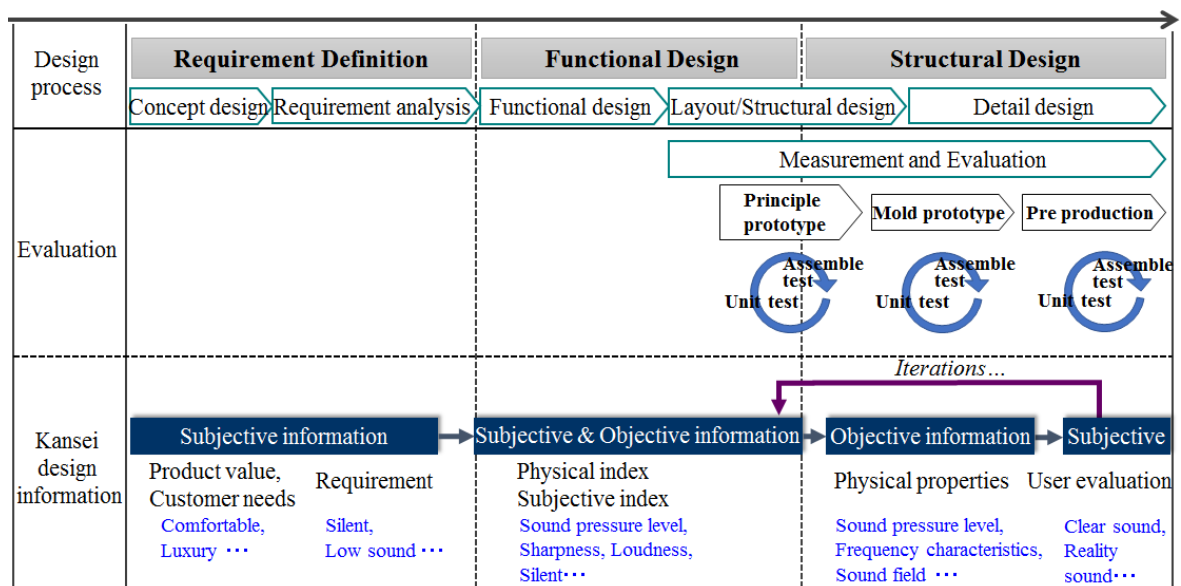 Design
process
Requirement Definition
Functional Design
Structural Design
Concept design
Requirement analysis
Functional design
Layout/Structural design
Detail design
Evaluation
Measurement and Evaluation
Principle
prototype
Mold prototype
Pre production
Assemble
test
Unit test
Assemble
test
Unit test
Assemble
test
Unit test
Iterations…
Kansei
design
information
Subjective information
Subjective & Objective information
Objective information
Subjective
Product value,
Customer needs
Requirement
Physical index
Subjective index
Physical properties
User evaluation
Comfortable,
Luxury ⋯
Silent,
Low sound ⋯
Sound pressure level,
Sharpness, Loudness,
Silent⋯
Sound pressure level,
Frequency characteristics,
Sound field ⋯
Clear sound,
Reality
sound⋯